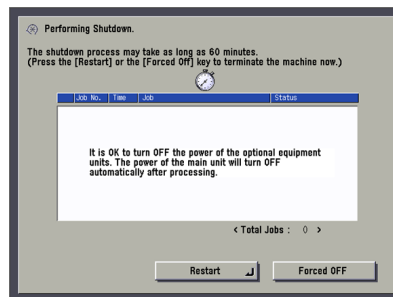 Performing Shutdown.
The shutdown process may take as long as 60 minutes.
(Press the [Restart] or the [Forced Off] key to terminate the machine now.)
Job No. Time Job Status
It is OK to turn OFF the power of the optional equipment
units. The power of the main unit will turn OFF
automatically after processing.
< Total Jobs : 0 >
Restart Forced OFF